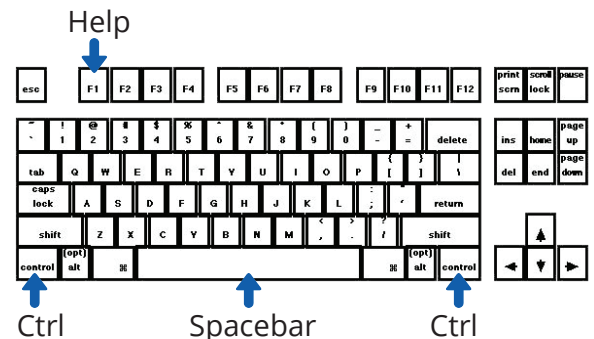 Help
esc F1 F2 F3 F4 F5 F6 F7 F8 F9 F10 F11 F12 print scrn scroll lock pause
~ ` ! 1 @ 2 # 3 $ 4 % 5 ^ 6 & 7 * 8 ( 9 ) 0 _ - + = delete ins home page up
tab Q W E R T Y U I O P { [ } ] | \ del end page down
caps lock A S D F G H J K L : ; " ' return
shift Z X C V B N M < , > . ? / shift
control (opt) alt ⌘ ⌘ (opt) alt control
Ctrl Spacebar Ctrl